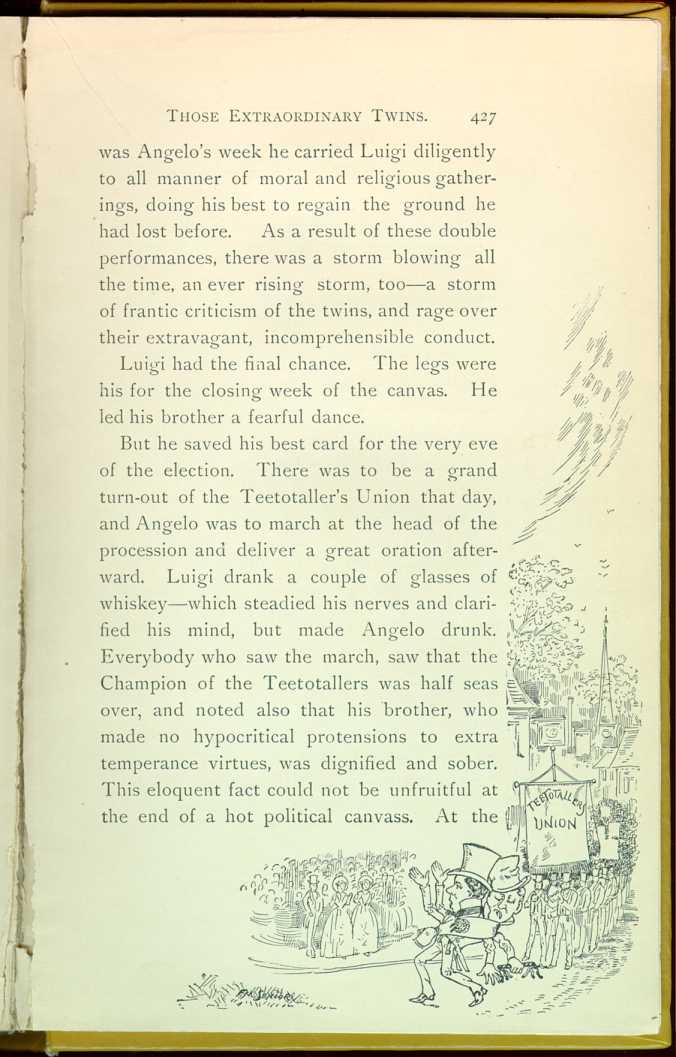 Those Extraordinary Twins. 427
was Angelo's week he carried Luigi diligently
to all manner of moral and religious gather-
ings, doing his best to regain the ground he
had lost before. As a result of these double
performances, there was a storm blowing all
the time, an ever rising storm, too—a storm
of frantic criticism of the twins, and rage over
their extravagant, incomprehensible conduct.
Luigi had the final chance. The legs were
his for the closing week of the canvas. He
led his brother a fearful dance.
But he saved his best card for the very eve
of the election. There was to be a grand
turn-out of the Teetotaller's Union that day,
and Angelo was to march at the head of the
procession and deliver a great oration after-
ward. Luigi drank a couple of glasses of
whiskey—which steadied his nerves and clari-
fied his mind, but made Angelo drunk.
Everybody who saw the march, saw that the
Champion of the Teetotallers was half seas
over, and noted also that his brother, who
made no hypocritical protensions to extra
temperance virtues, was dignified and sober.
This eloquent fact could not be unfruitful at
the end of a hot political canvass. At the
TEETOTALLERS
UNION